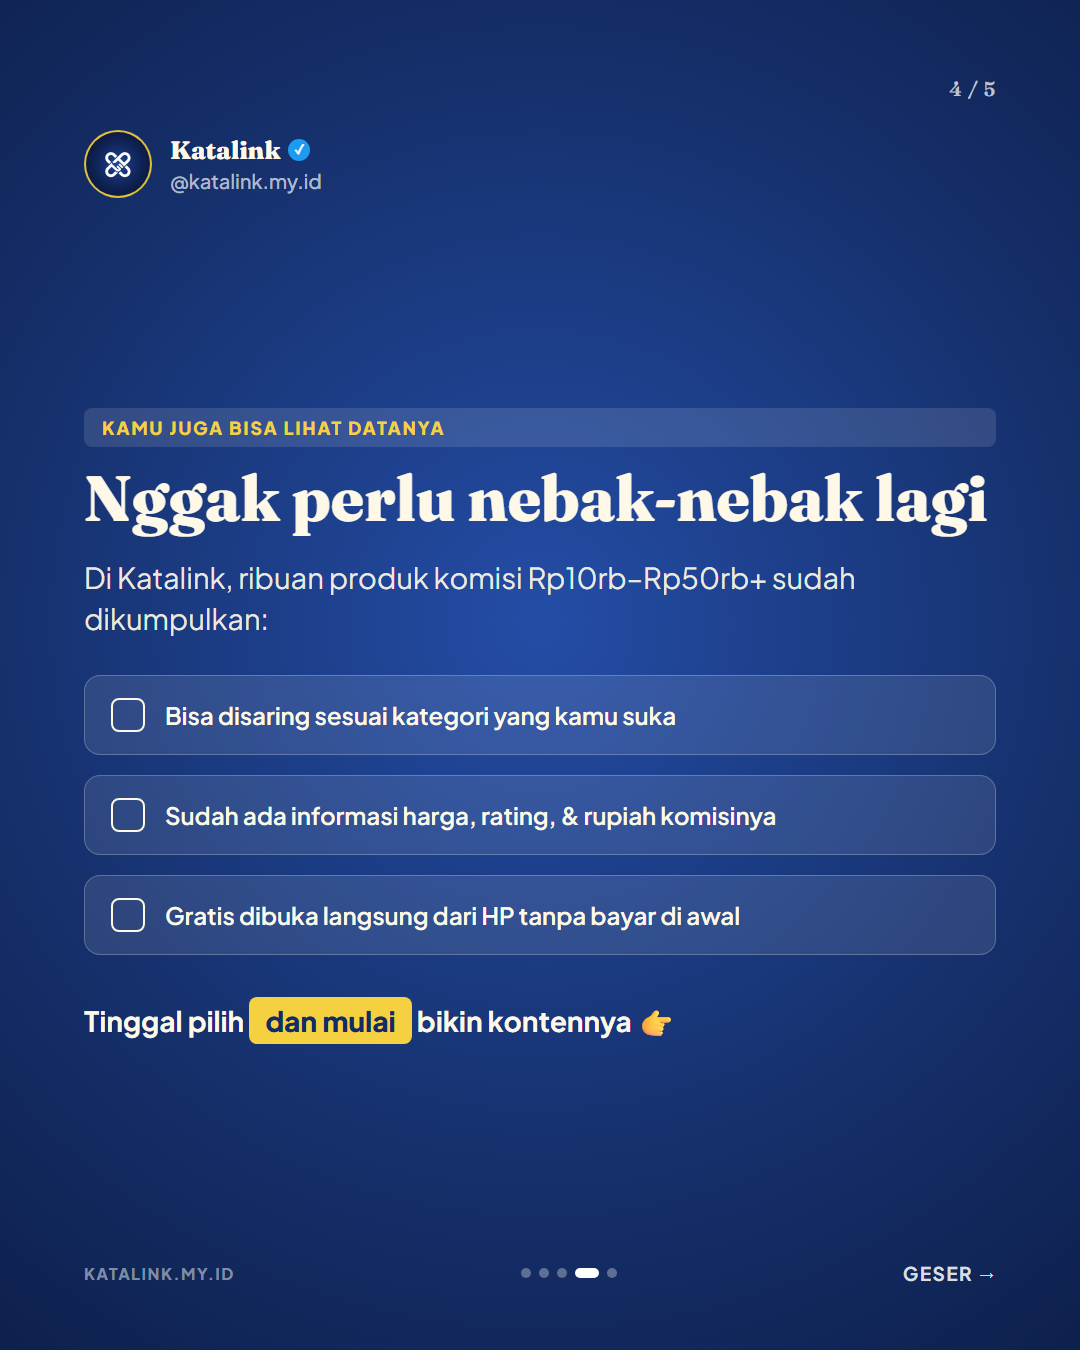 4 / 5
Katalink
@katalink.my.id
KAMU JUGA BISA LIHAT DATANYA
Nggak perlu nebak-nebak lagi
Di Katalink, ribuan produk komisi Rp10rb–Rp50rb+ sudah
dikumpulkan:
Bisa disaring sesuai kategori yang kamu suka
Sudah ada informasi harga, rating, & rupiah komisinya
Gratis dibuka langsung dari HP tanpa bayar di awal
Tinggal pilih dan mulai bikin kontennya 👉
KATALINK.MY.ID
GESER →